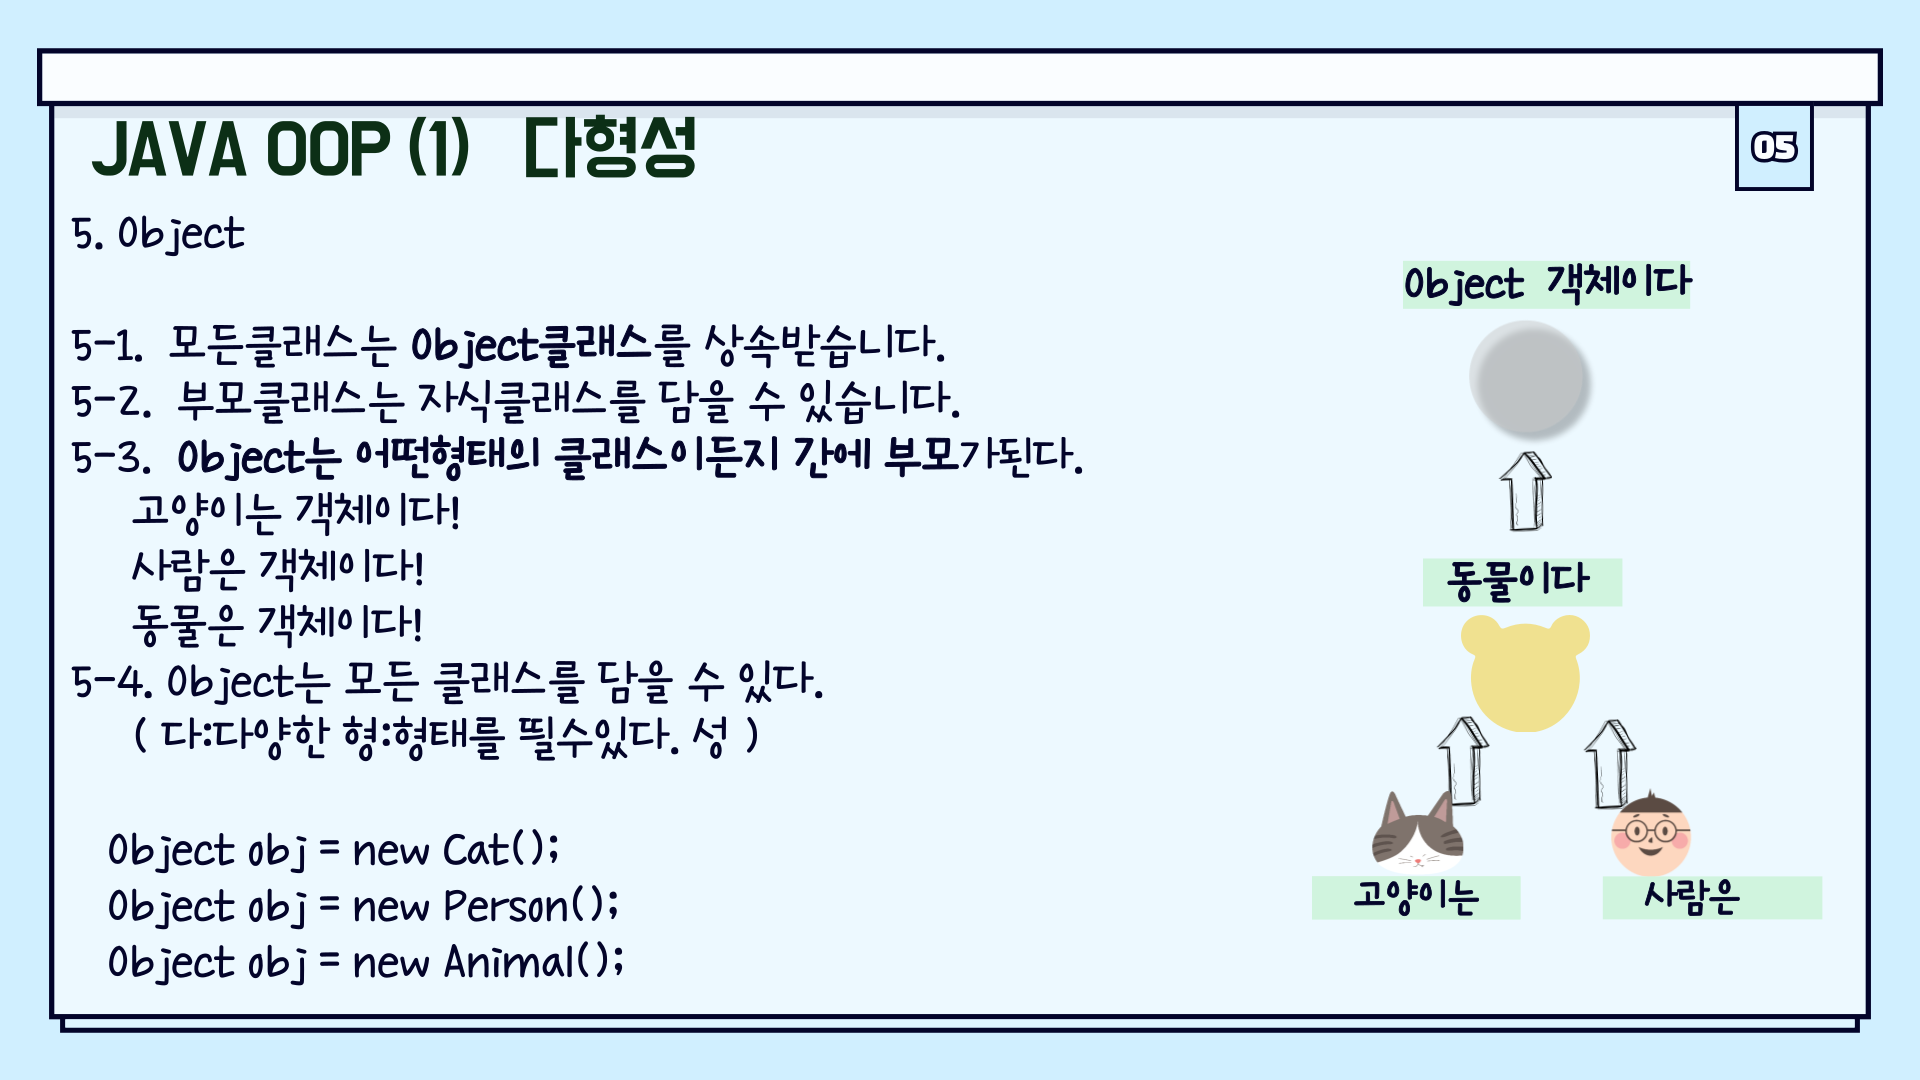 JAVA OOP (1) 다형성
05
5. Object
5-1. 모든클래스는 Object클래스를 상속받습니다.
5-2. 부모클래스는 자식클래스를 담을 수 있습니다.
5-3. Object는 어떤형태의 클래스이든지 간에 부모가된다.
고양이는 객체이다!
사람은 객체이다!
동물은 객체이다!
5-4. Object는 모든 클래스를 담을 수 있다.
( 다:다양한 형:형태를 띌수있다. 성 )
Object obj = new Cat();
Object obj = new Person();
Object obj = new Animal();
Object 객체이다
동물이다
고양이는
사람은